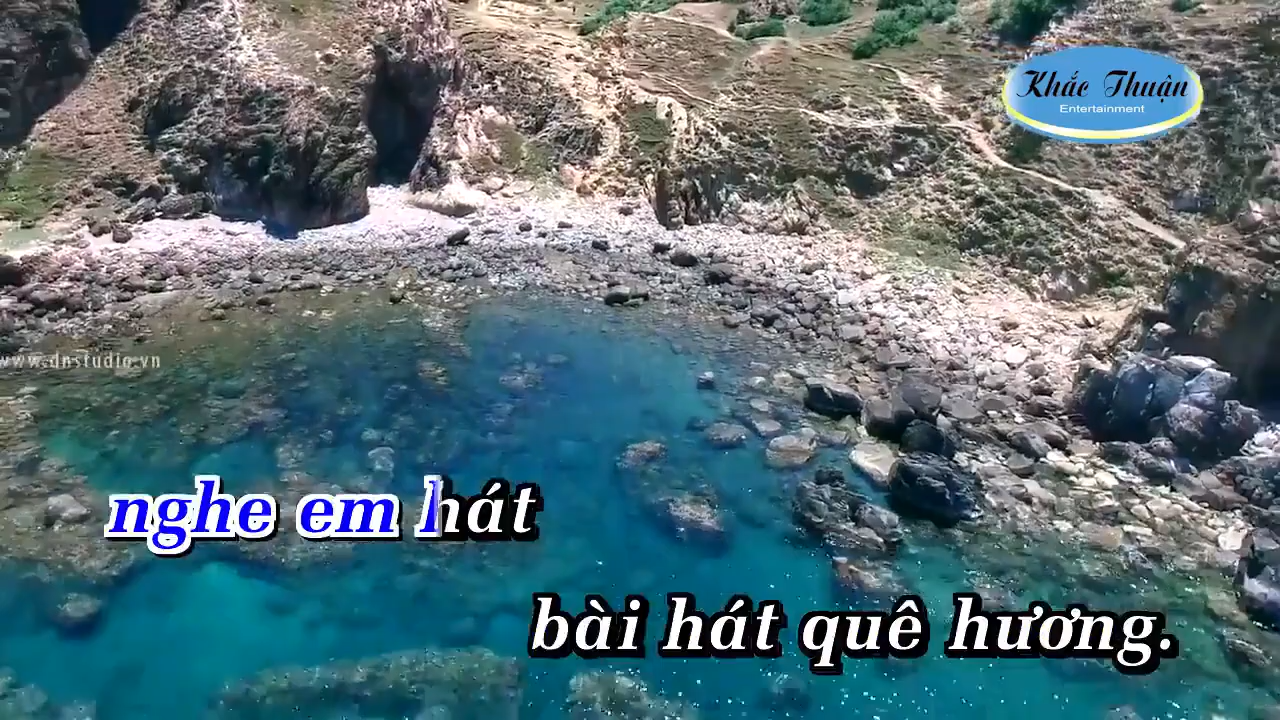 Khắc Thuận
Entertainment
www.dnstudio.vn
nghe em hát
bài hát quê hương.